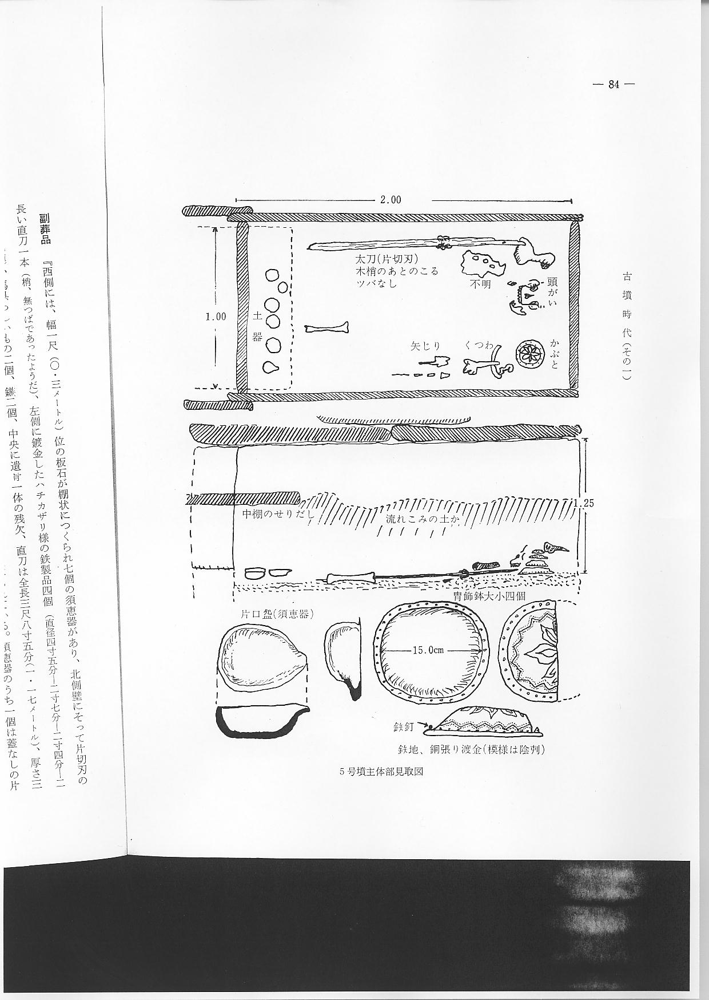 — 84 —
古墳時代（その一）
2.00
太刀(片切刃)
木梢のあとのこる
ツバなし
不明
頭がい
1.00
土器
矢じり
くつわ
かぶと
1.25
中棚のせりだし
流れこみの土か
冑飾鉢大小四個
片口盌(須恵器)
15.0cm
鉄釘
鉄地、銅張り渡金(模様は陰刻)
5号墳主体部見取図
副葬品　『西側には、幅一尺（〇・三メートル）位の板石が棚状につくられ七個の須恵器があり、北側壁にそって片切刃の
長い直刀一本（梢、無つばであったようだ）、左側に鍍金したハチカザリ様の鉄製品四個（直径四寸五分―二寸七分―二寸四分―二
もの二個、鏃二個、中央に遺骨一体の残欠、直刀は全長三尺八寸五分（一・一七メートル）、厚さ三
須恵器のうち一個は蓋なしの片